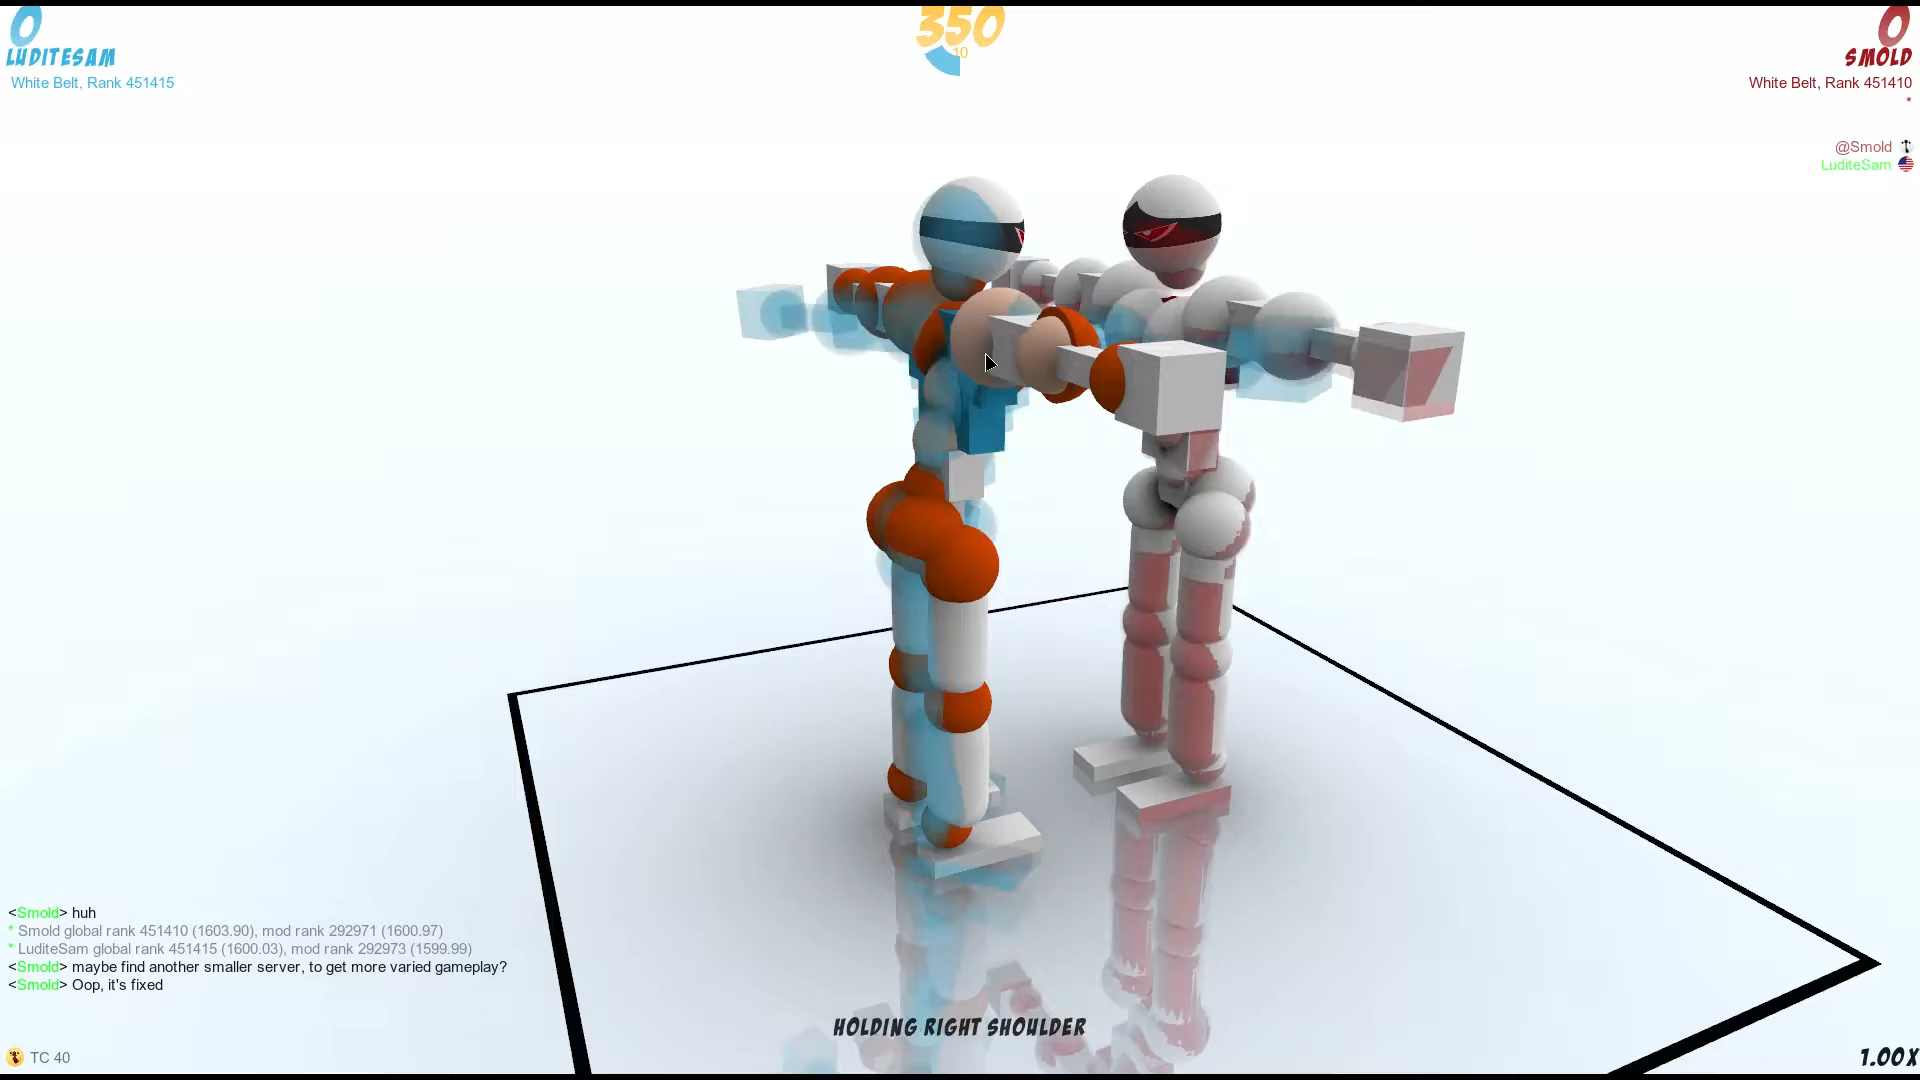 0
LUDITESAM
White Belt, Rank 451415
350
10
0
SMOLD
White Belt, Rank 451410
*
@Smold
LuditeSam
<Smold> huh
* Smold global rank 451410 (1603.90), mod rank 292971 (1600.97)
* LuditeSam global rank 451415 (1600.03), mod rank 292973 (1599.99)
<Smold> maybe find another smaller server, to get more varied gameplay?
<Smold> Oop, it's fixed
HOLDING RIGHT SHOULDER
TC 40
1.00X